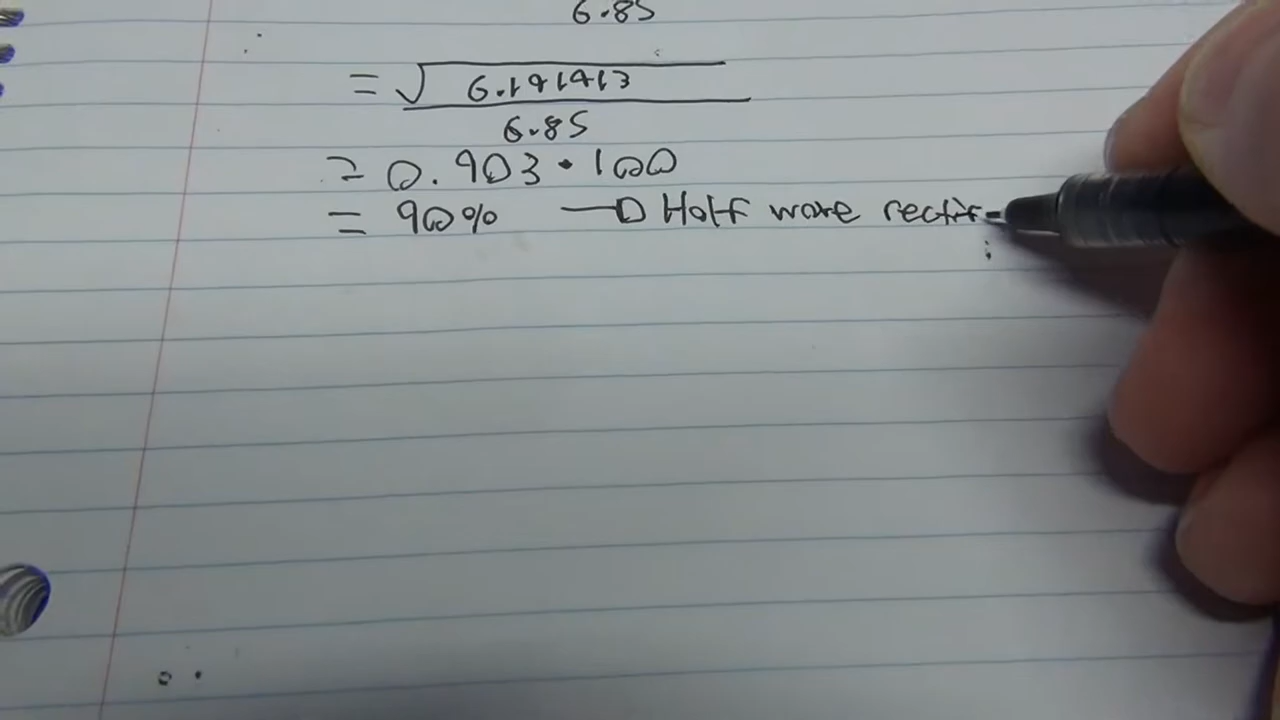 6.85
= √6.191413
6.85
= 0.903 · 100
= 90% → Half wave rectif